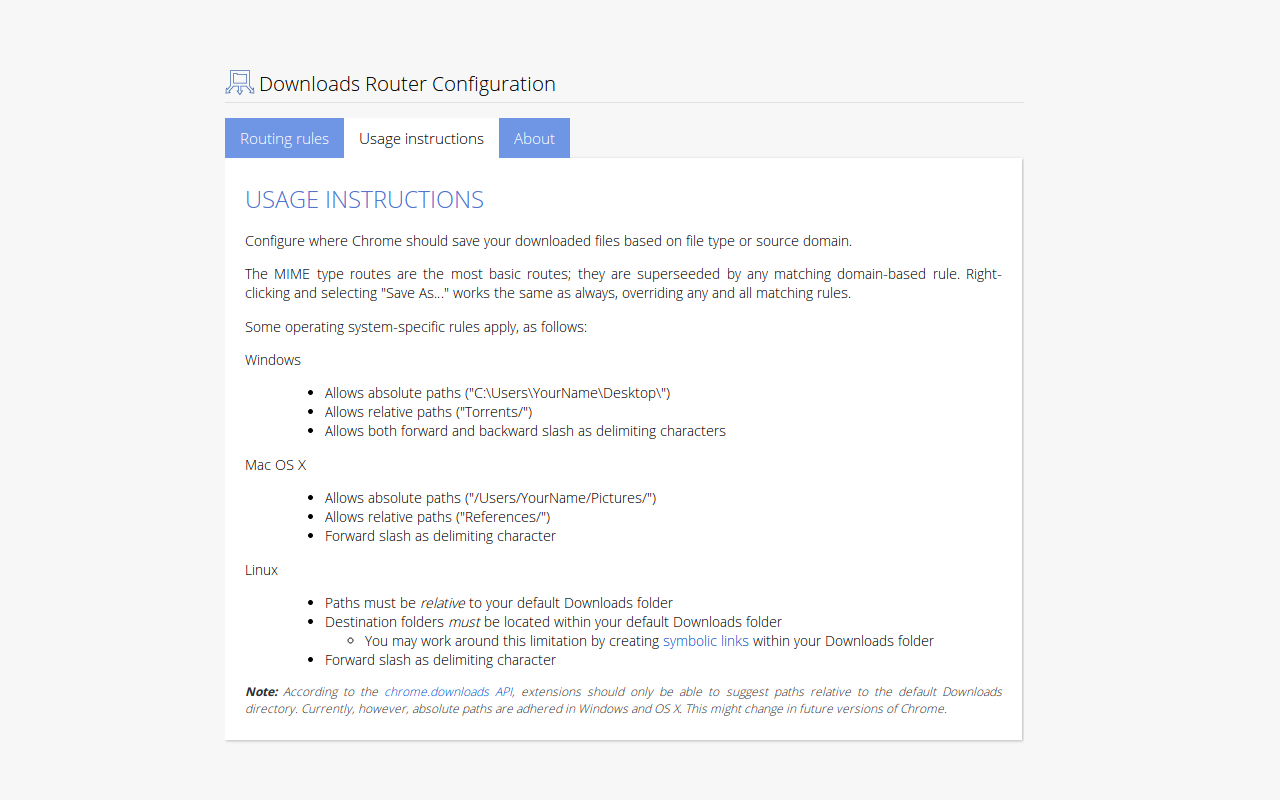 Downloads Router Configuration
Routing rules
Usage instructions
About
USAGE INSTRUCTIONS
Configure where Chrome should save your downloaded files based on file type or source domain.
The MIME type routes are the most basic routes; they are superseeded by any matching domain-based rule. Right-
clicking and selecting "Save As..." works the same as always, overriding any and all matching rules.
Some operating system-specific rules apply, as follows:
Windows
Allows absolute paths ("C:\Users\YourName\Desktop\")
Allows relative paths ("Torrents/")
Allows both forward and backward slash as delimiting characters
Mac OS X
Allows absolute paths ("/Users/YourName/Pictures/")
Allows relative paths ("References/")
Forward slash as delimiting character
Linux
Paths must be relative to your default Downloads folder
Destination folders must be located within your default Downloads folder
You may work around this limitation by creating symbolic links within your Downloads folder
Forward slash as delimiting character
Note: According to the chrome.downloads API, extensions should only be able to suggest paths relative to the default Downloads
directory. Currently, however, absolute paths are adhered in Windows and OS X. This might change in future versions of Chrome.